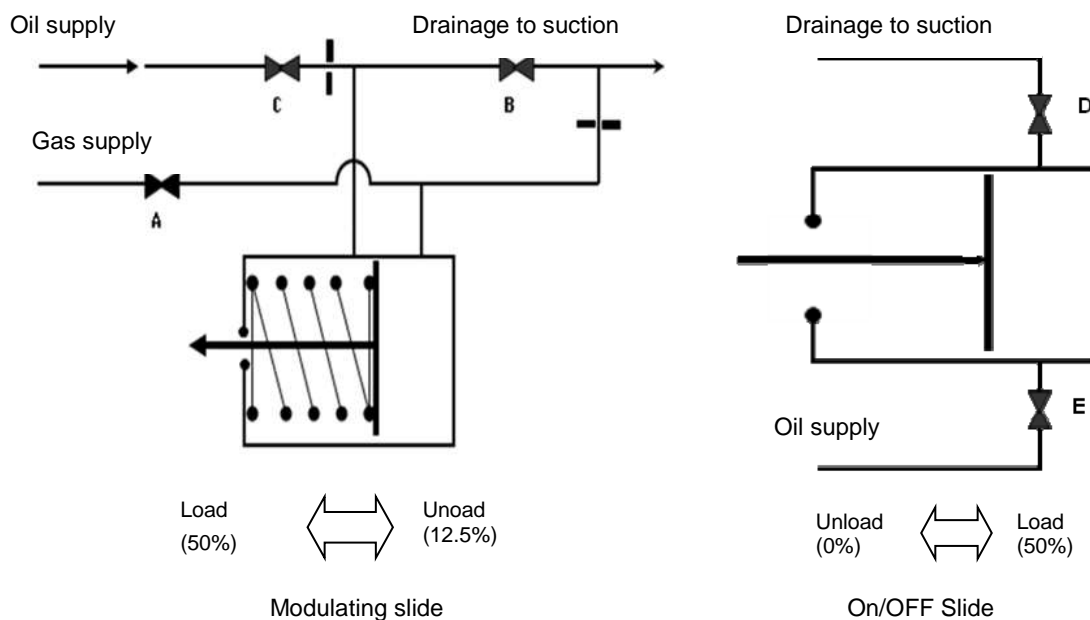 Oil supply
Drainage to suction
Drainage to suction
C
B
D
Gas supply
A
E
Oil supply
Load
(50%)
Unoad
(12.5%)
Unload
(0%)
Load
(50%)
Modulating slide
On/OFF Slide